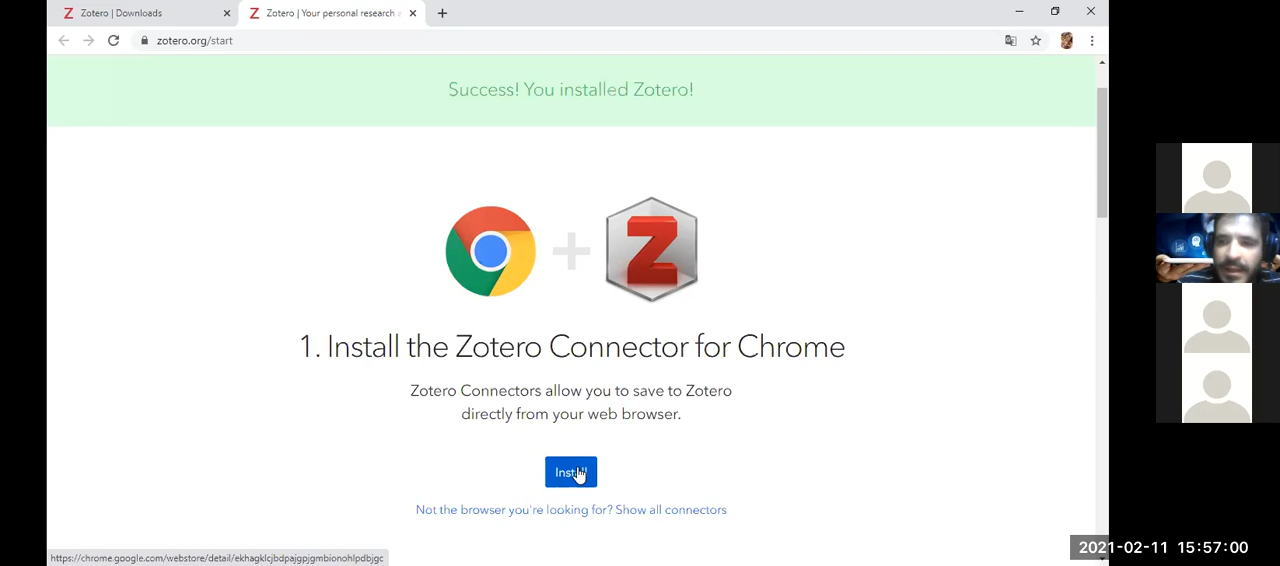 Zotero | Downloads
Zotero | Your personal research
zotero.org/start
Success! You installed Zotero!
1. Install the Zotero Connector for Chrome
Zotero Connectors allow you to save to Zotero
directly from your web browser.
Install
Not the browser you're looking for? Show all connectors
https://chrome.google.com/webstore/detail/ekhagklcjbdpajgpjgmbionohlpdbjgc
2021-02-11 15:57:00